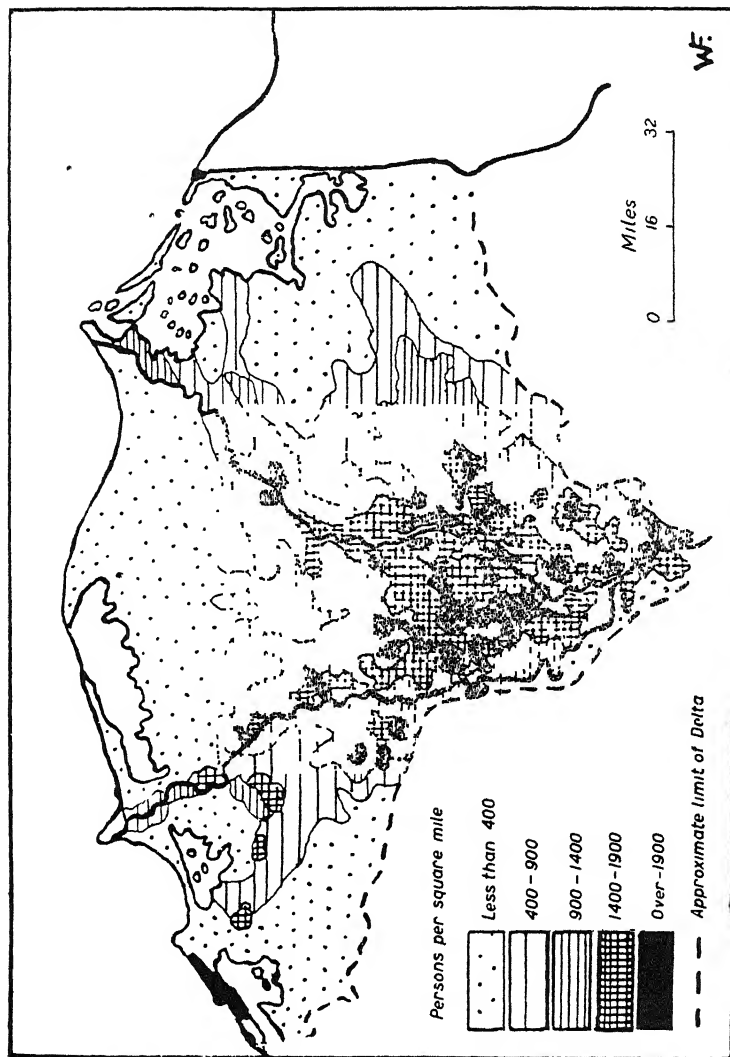 Persons per square mile
Less than 400
400 - 900
900 - 1400
1400 - 1900
Over - 1900
Approximate limit of Delta
Miles
0 16 32
W.F.